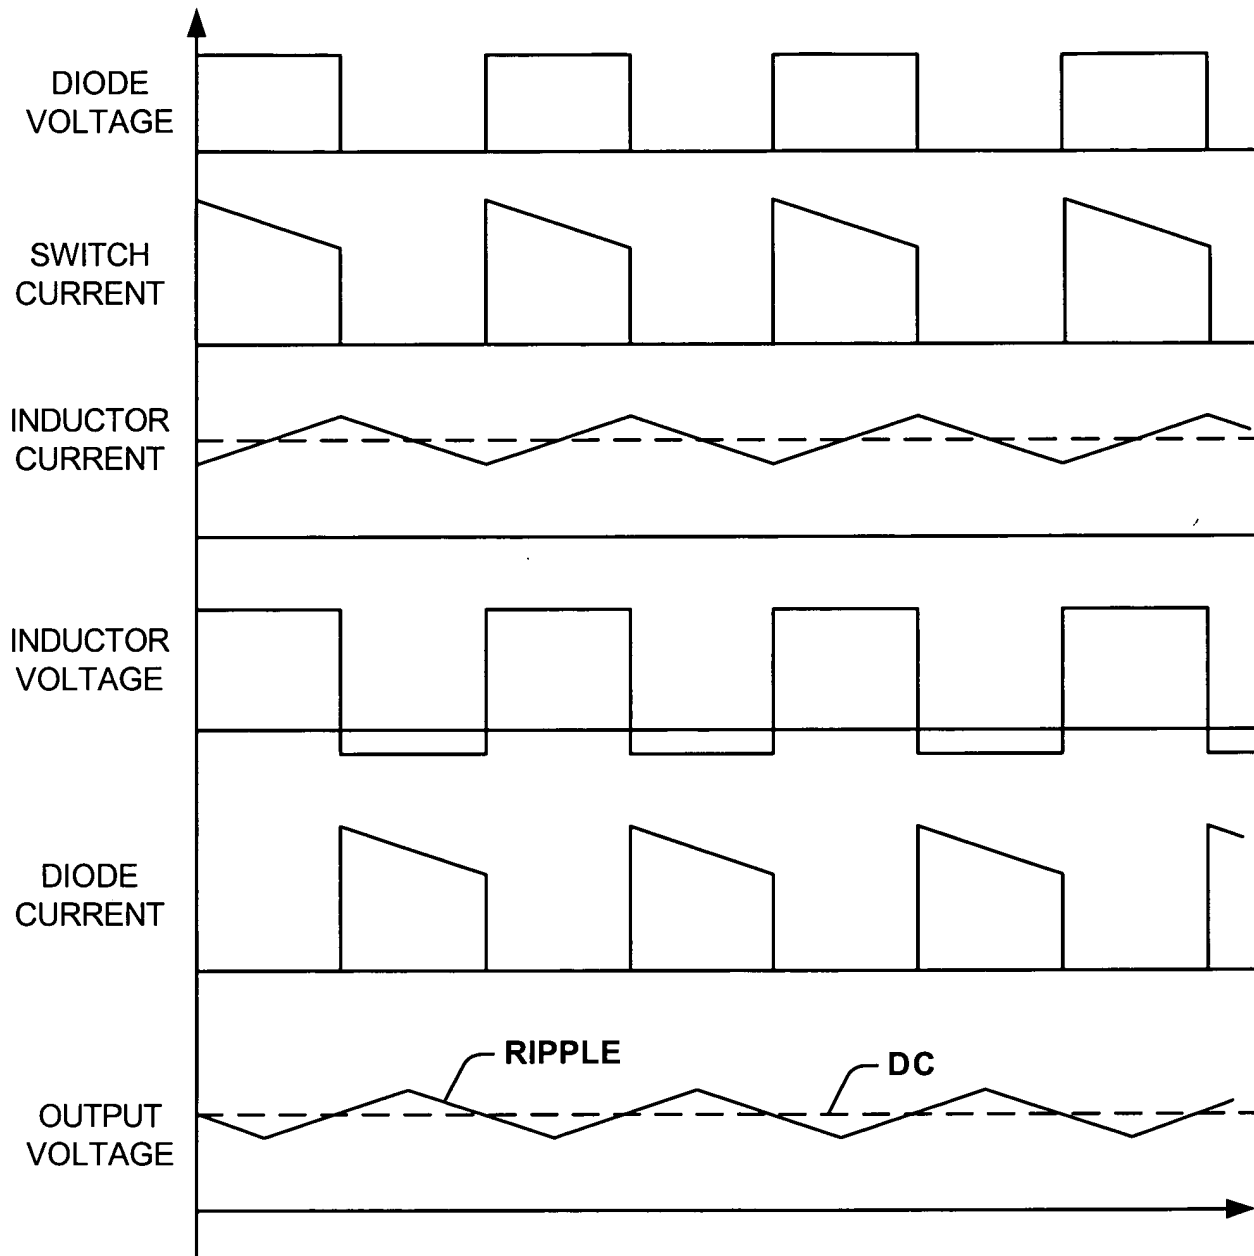 DIODE
VOLTAGE
SWITCH
CURRENT
INDUCTOR
CURRENT
INDUCTOR
VOLTAGE
DIODE
CURRENT
RIPPLE
DC
OUTPUT
VOLTAGE